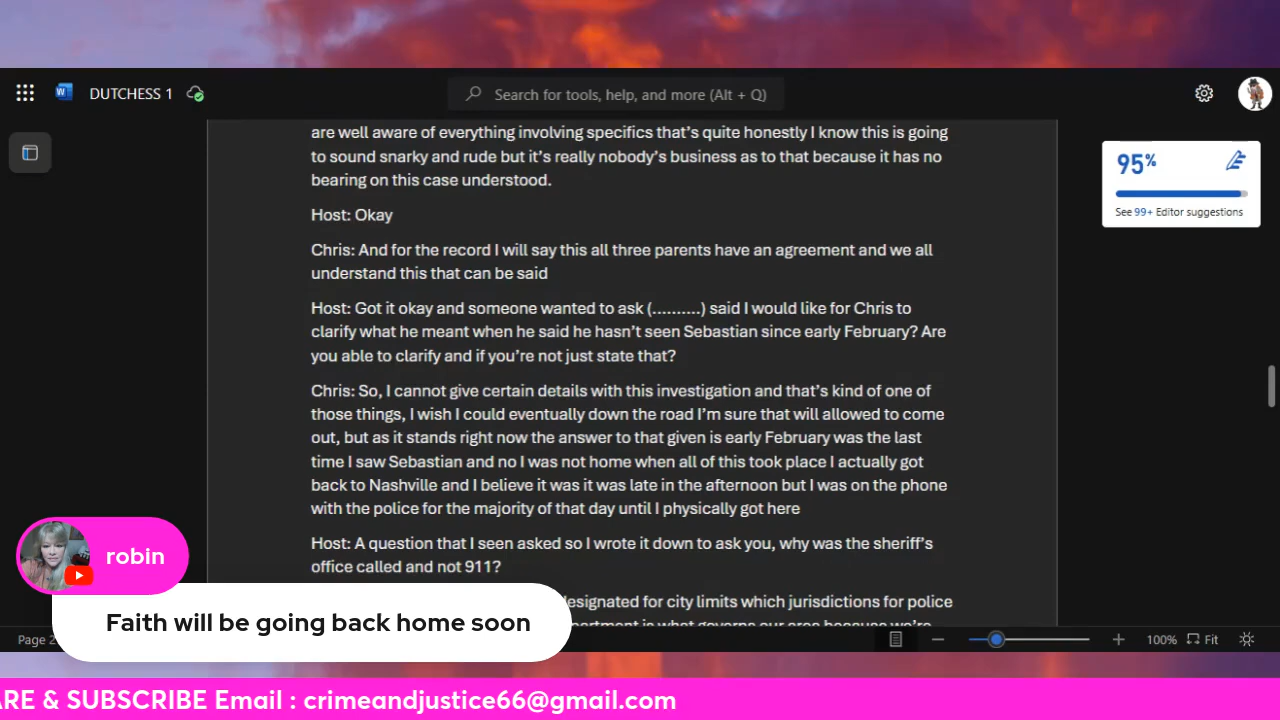 DUTCHESS 1
Search for tools, help, and more (Alt + Q)
are well aware of everything involving specifics that's quite honestly I know this is going
to sound snarky and rude but it's really nobody's business as to that because it has no
bearing on this case understood.
95%
See 99+ Editor suggestions
Host: Okay
Chris: And for the record I will say this all three parents have an agreement and we all
understand this that can be said
Host: Got it okay and someone wanted to ask (..........) said I would like for Chris to
clarify what he meant when he said he hasn't seen Sebastian since early February? Are
you able to clarify and if you're not just state that?
Chris: So, I cannot give certain details with this investigation and that's kind of one of
those things, I wish I could eventually down the road I'm sure that will allowed to come
out, but as it stands right now the answer to that given is early February was the last
time I saw Sebastian and no I was not home when all of this took place I actually got
back to Nashville and I believe it was it was late in the afternoon but I was on the phone
with the police for the majority of that day until I physically got here
Host: A question that I seen asked so I wrote it down to ask you, why was the sheriff's
office called and not 911?
designated for city limits which jurisdictions for police
is what governs our area because we're
robin
Faith will be going back home soon
Page 2
100%
Fit
ARE & SUBSCRIBE Email : crimeandjustice66@gmail.com